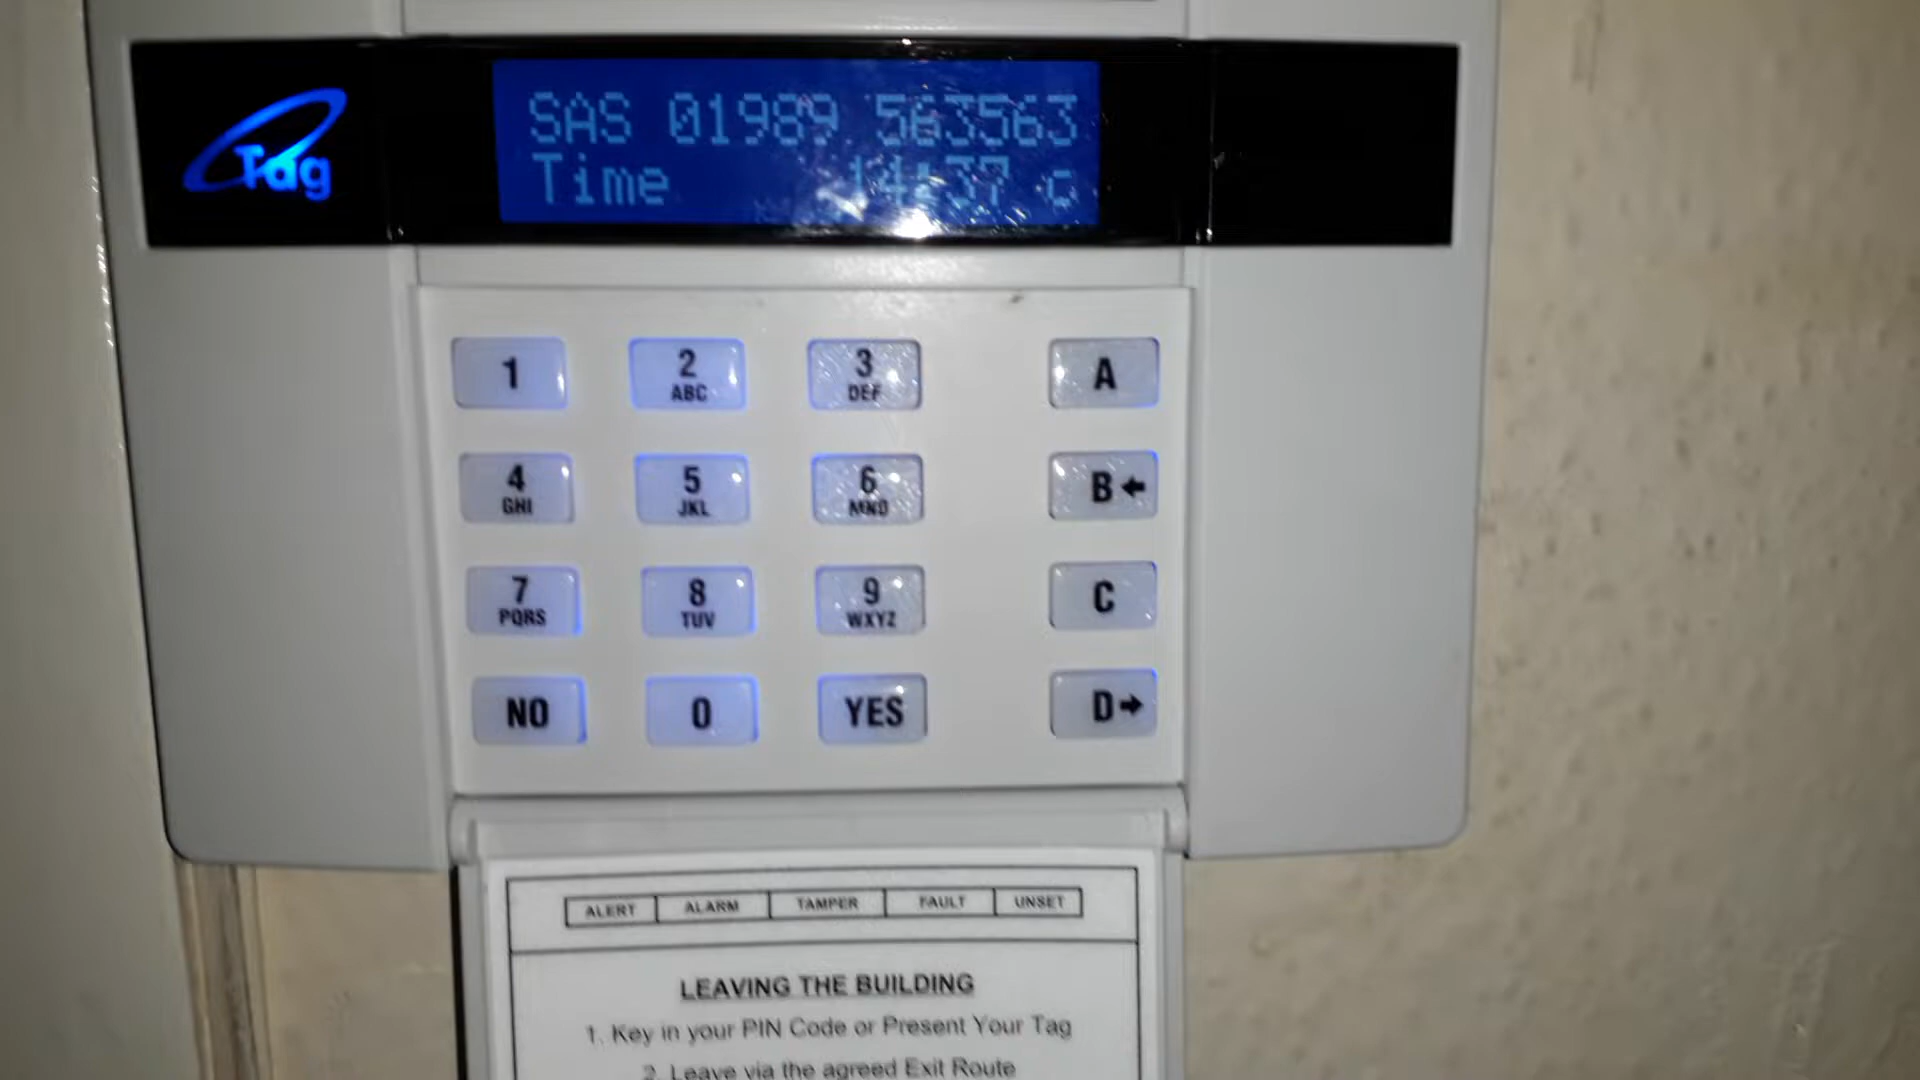 Tag
SAS 01989 563563
Time 14:37 c
1
2 ABC
3 DEF
A
4 GHI
5 JKL
6 MNO
B←
7 PQRS
8 TUV
9 WXYZ
C
NO
0
YES
D→
ALERT ALARM TAMPER FAULT UNSET
LEAVING THE BUILDING
1. Key in your PIN Code or Present Your Tag
2. Leave via the agreed Exit Route